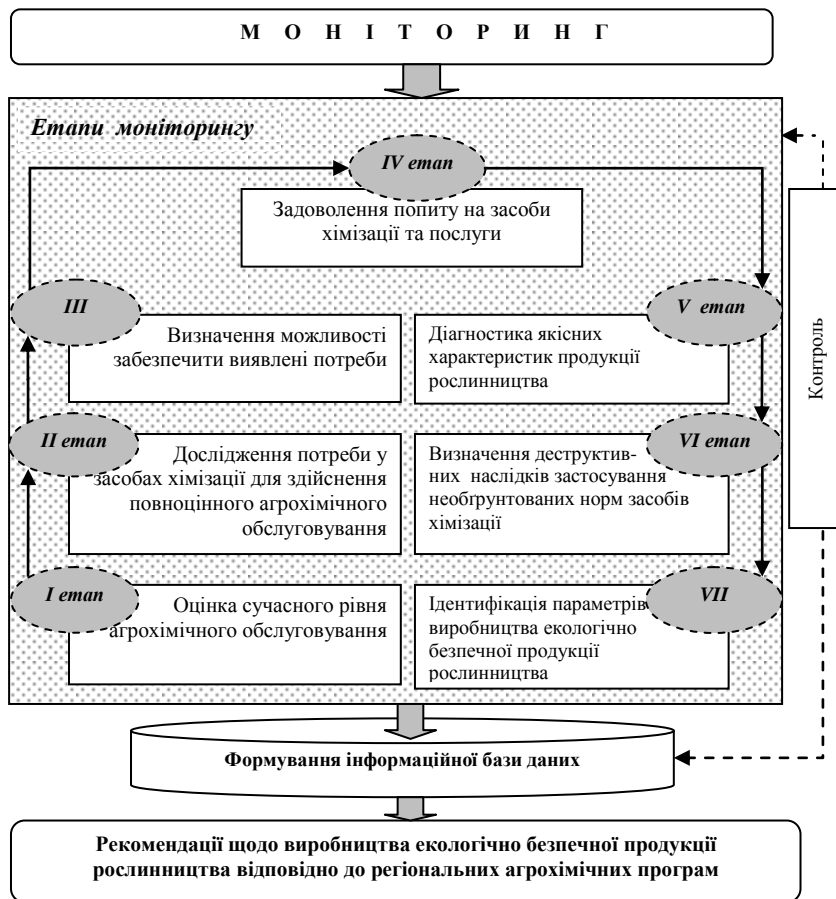 М О Н І Т О Р И Н Г
Етапи моніторингу
IV етап
Задоволення попиту на засоби
хімізації та послуги
III
Визначення можливості
забезпечити виявлені потреби
V етап
Діагностика якісних
характеристик продукції
рослинництва
II етап
Дослідження потреби у
засобах хімізації для здійснення
повноцінного агрохімічного
обслуговування
VI етап
Визначення деструктив-
них наслідків застосування
необґрунтованих норм засобів
хімізації
I етап
Оцінка сучасного рівня
агрохімічного обслуговування
VII
Ідентифікація параметрів
виробництва екологічно
безпечної продукції
рослинництва
Контроль
Формування інформаційної бази даних
Рекомендації щодо виробництва екологічно безпечної продукції
рослинництва відповідно до регіональних агрохімічних програм